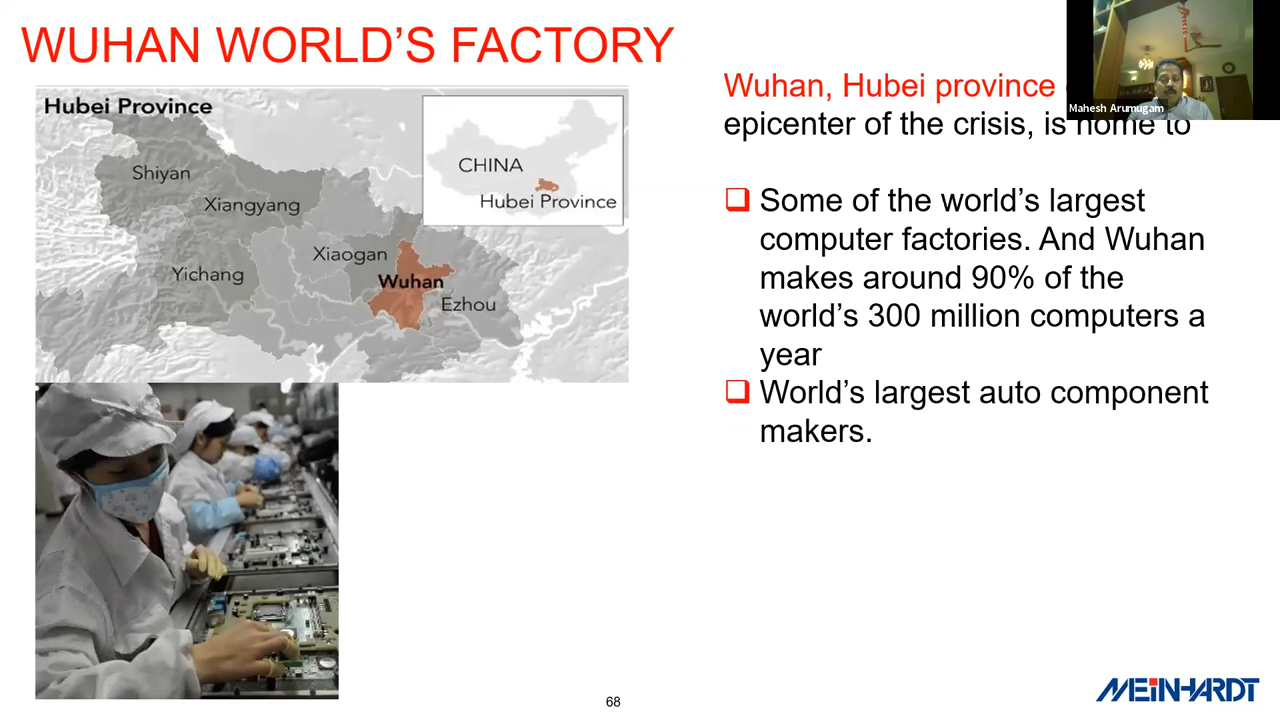 WUHAN WORLD'S FACTORY
Hubei Province
Shiyan
Xiangyang
Yichang
Xiaogan
Wuhan
Ezhou
CHINA
Hubei Province
Wuhan, Hubei province
epicenter of the crisis, is home to
❑ Some of the world's largest
computer factories. And Wuhan
makes around 90% of the
world's 300 million computers a
year
❑ World's largest auto component
makers.
Mahesh Arumugam
68
MEINHARDT